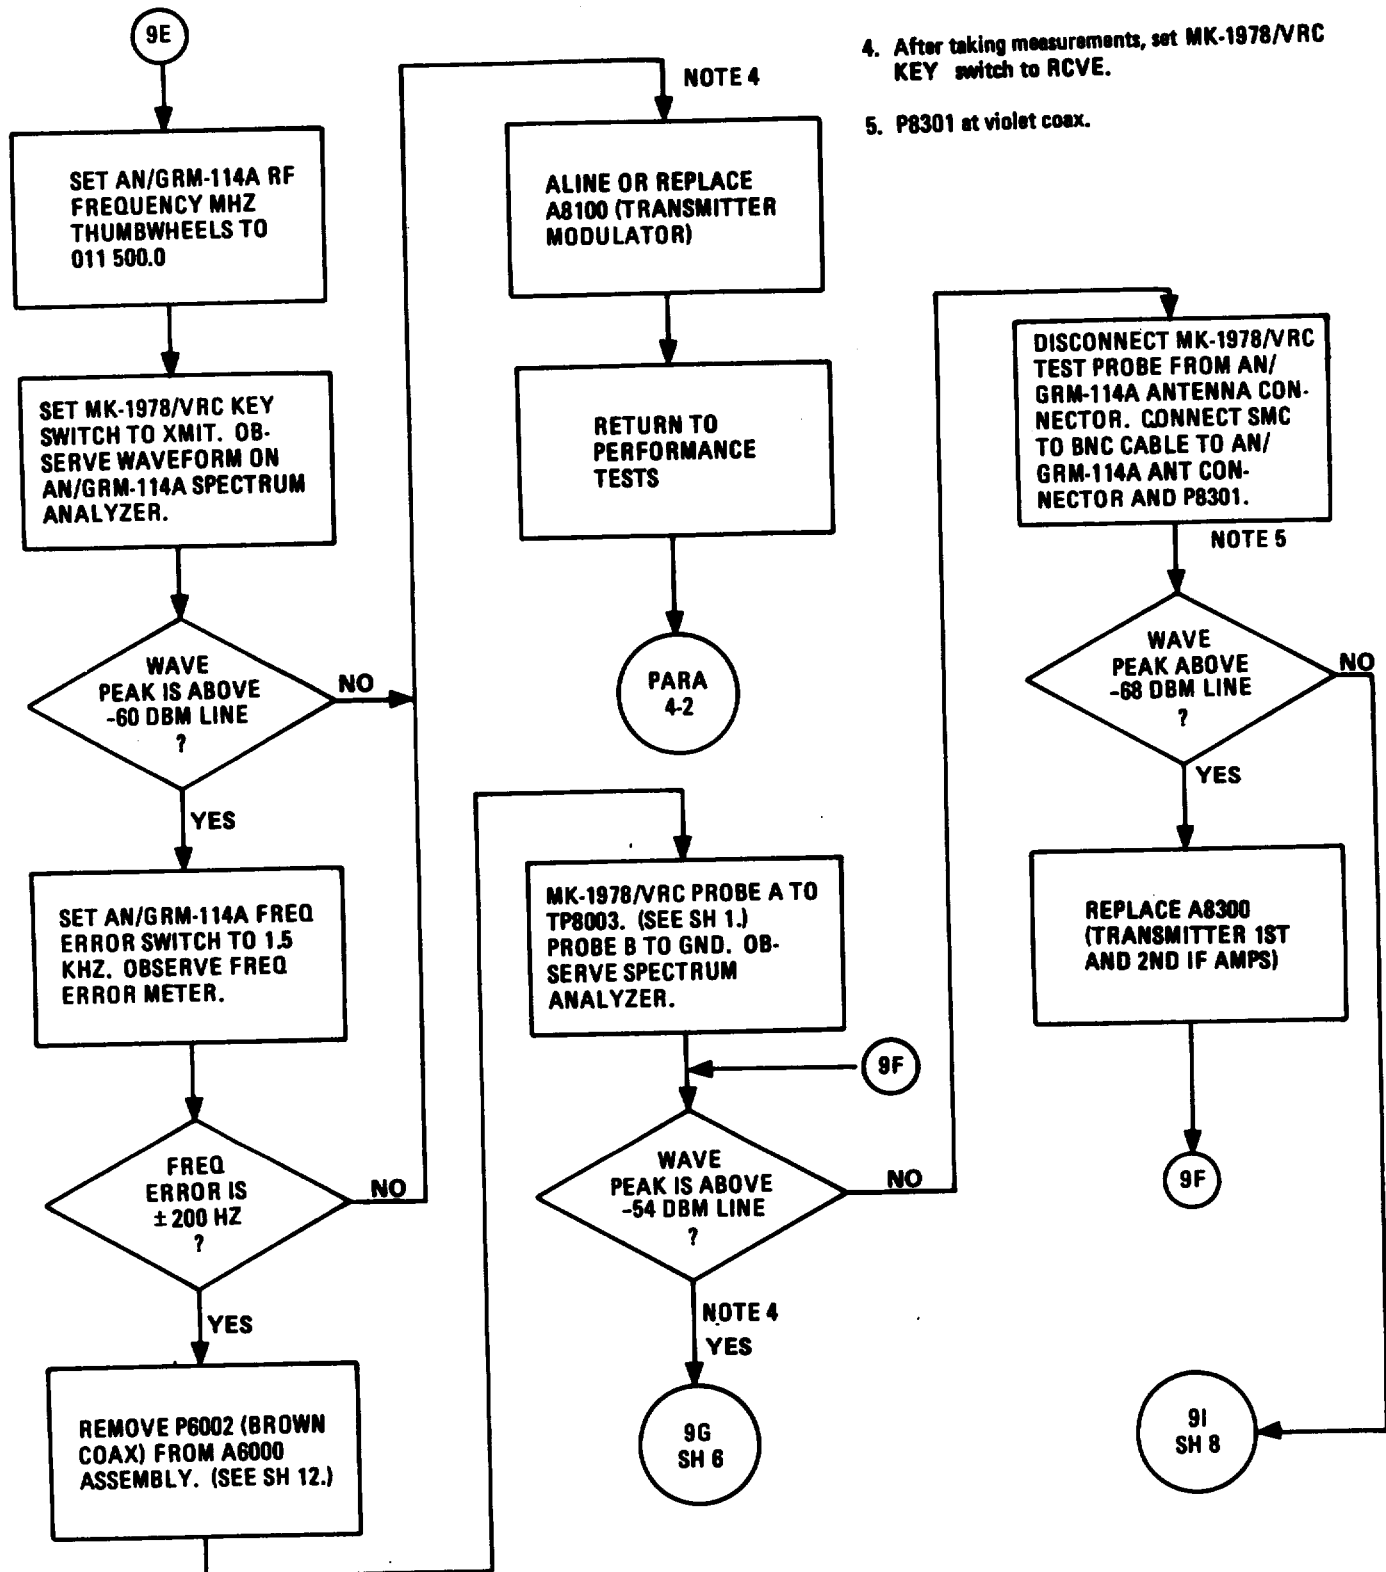 9E
SET AN/GRM-114A RF
FREQUENCY MHZ
THUMBWHEELS TO
011 500.0
SET MK-1978/VRC KEY
SWITCH TO XMIT. OB-
SERVE WAVEFORM ON
AN/GRM-114A SPECTRUM
ANALYZER.
WAVE
PEAK IS ABOVE
-60 DBM LINE
?
NO
YES
SET AN/GRM-114A FREQ
ERROR SWITCH TO 1.5
KHZ. OBSERVE FREQ
ERROR METER.
FREQ
ERROR IS
± 200 HZ
?
NO
YES
REMOVE P6002 (BROWN
COAX) FROM A6000
ASSEMBLY. (SEE SH 12.)
NOTE 4
ALINE OR REPLACE
A8100 (TRANSMITTER
MODULATOR)
RETURN TO
PERFORMANCE
TESTS
PARA
4-2
MK-1978/VRC PROBE A TO
TP8003. (SEE SH 1.)
PROBE B TO GND. OB-
SERVE SPECTRUM
ANALYZER.
9F
WAVE
PEAK IS ABOVE
-54 DBM LINE
?
NO
NOTE 4
YES
9G
SH 6
4. After taking measurements, set MK-1978/VRC
KEY switch to RCVE.
5. P8301 at violet coax.
DISCONNECT MK-1978/VRC
TEST PROBE FROM AN/
GRM-114A ANTENNA CON-
NECTOR. CONNECT SMC
TO BNC CABLE TO AN/
GRM-114A ANT CON-
NECTOR AND P8301.
NOTE 5
WAVE
PEAK ABOVE
-68 DBM LINE
?
NO
YES
REPLACE A8300
(TRANSMITTER 1ST
AND 2ND IF AMPS)
9F
9I
SH 8